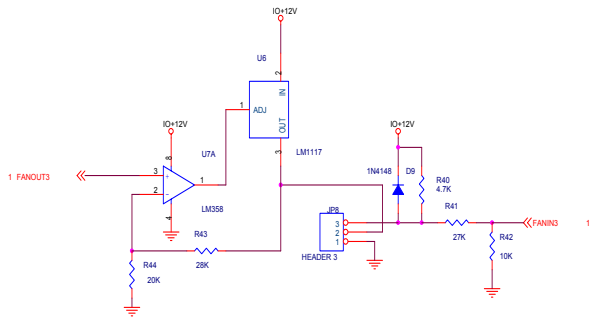 IO+12V
U6
2
IN
1
ADJ
OUT
3
LM1117
IO+12V
U7A
8
1 FANOUT3
3
+
2
-
1
4
LM358
R43
28K
R44
20K
IO+12V
1N4148
D9
R40
4.7K
R41
27K
JP8
3
2
1
HEADER 3
R42
10K
FANIN3 1